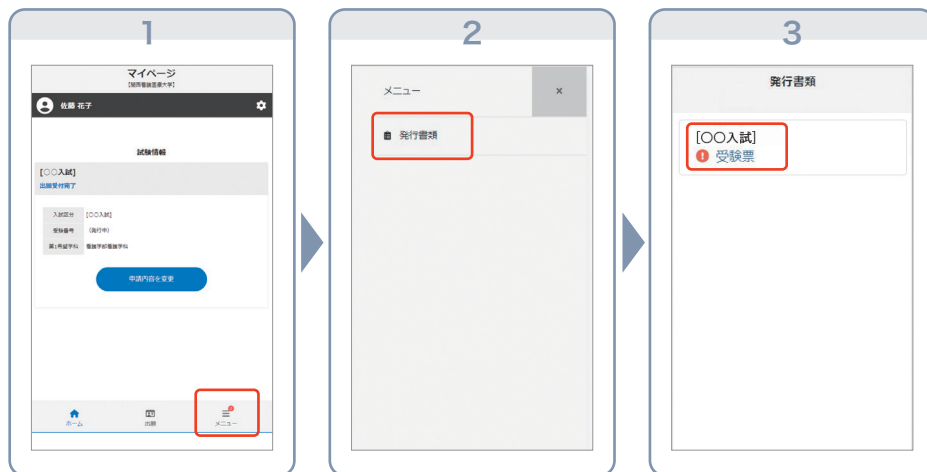 1
マイページ
[関西看護医療大学]
佐藤 花子
試験情報
[〇〇入試]
出願受付完了
入試区分 [〇〇入試]
受験番号 (発行中)
第1希望学科 看護学部看護学科
申請内容を変更
ホーム
出願
メニュー
2
メニュー
×
発行書類
3
発行書類
[〇〇入試]
受験票